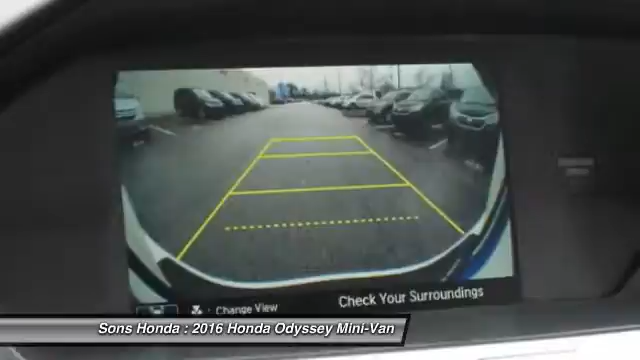 : Change View
Check Your Surroundings
Sons Honda : 2016 Honda Odyssey Mini-Van